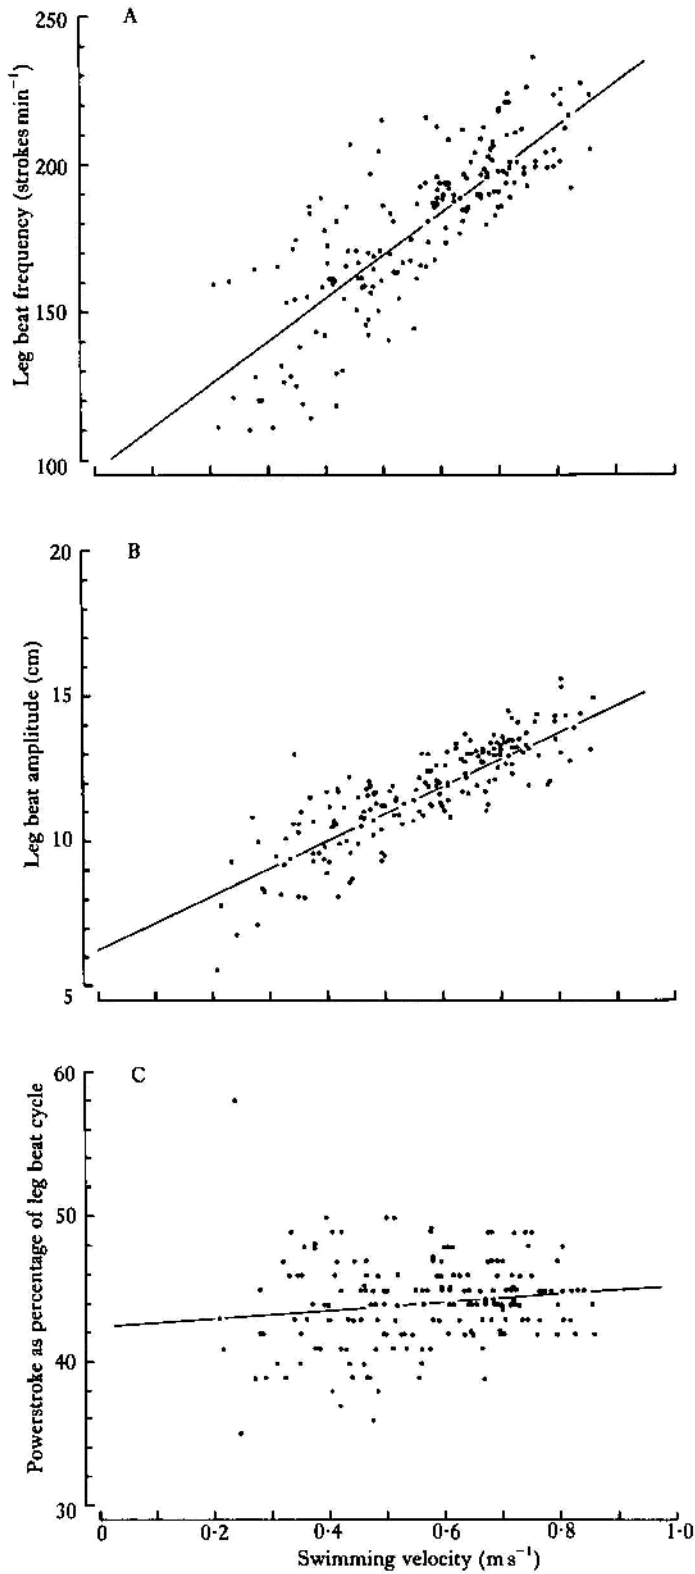 A
250
200
150
100
Leg beat frequency (strokes min⁻¹)
B
20
15
10
5
Leg beat amplitude (cm)
C
60
50
40
30
Powerstroke as percentage of leg beat cycle
0 0·2 0·4 0·6 0·8 1·0
Swimming velocity (m s⁻¹)